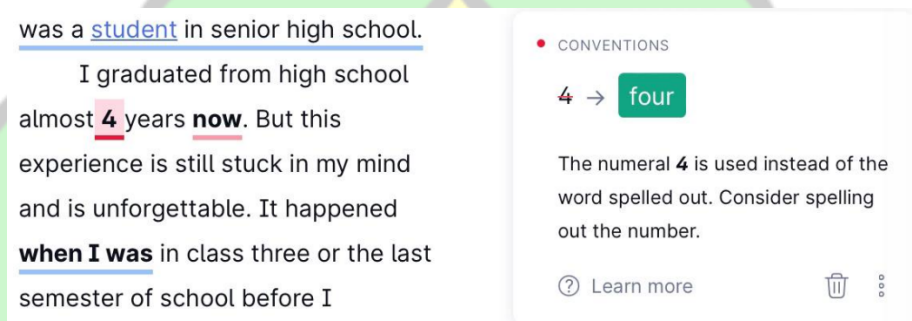 was a student in senior high school.
I graduated from high school
almost 4 years now. But this
experience is still stuck in my mind
and is unforgettable. It happened
when I was in class three or the last
semester of school before I
CONVENTIONS
4 → four
The numeral 4 is used instead of the
word spelled out. Consider spelling
out the number.
Learn more